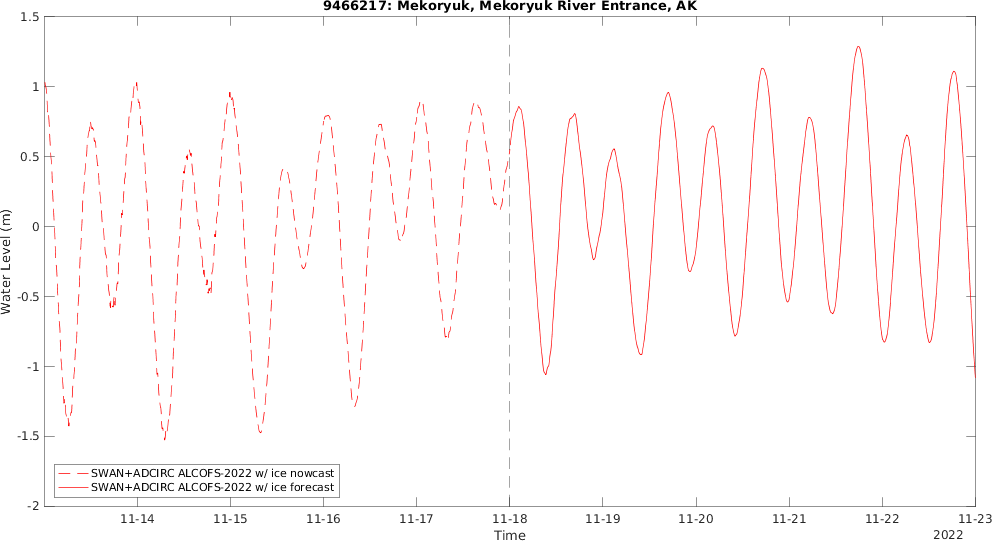 9466217: Mekoryuk, Mekoryuk River Entrance, AK
1.5
1
0.5
0
-0.5
-1
-1.5
-2
Water Level (m)
SWAN+ADCIRC ALCOFS-2022 w/ ice nowcast
SWAN+ADCIRC ALCOFS-2022 w/ ice forecast
11-14 11-15 11-16 11-17 11-18 11-19 11-20 11-21 11-22 11-23
Time
2022